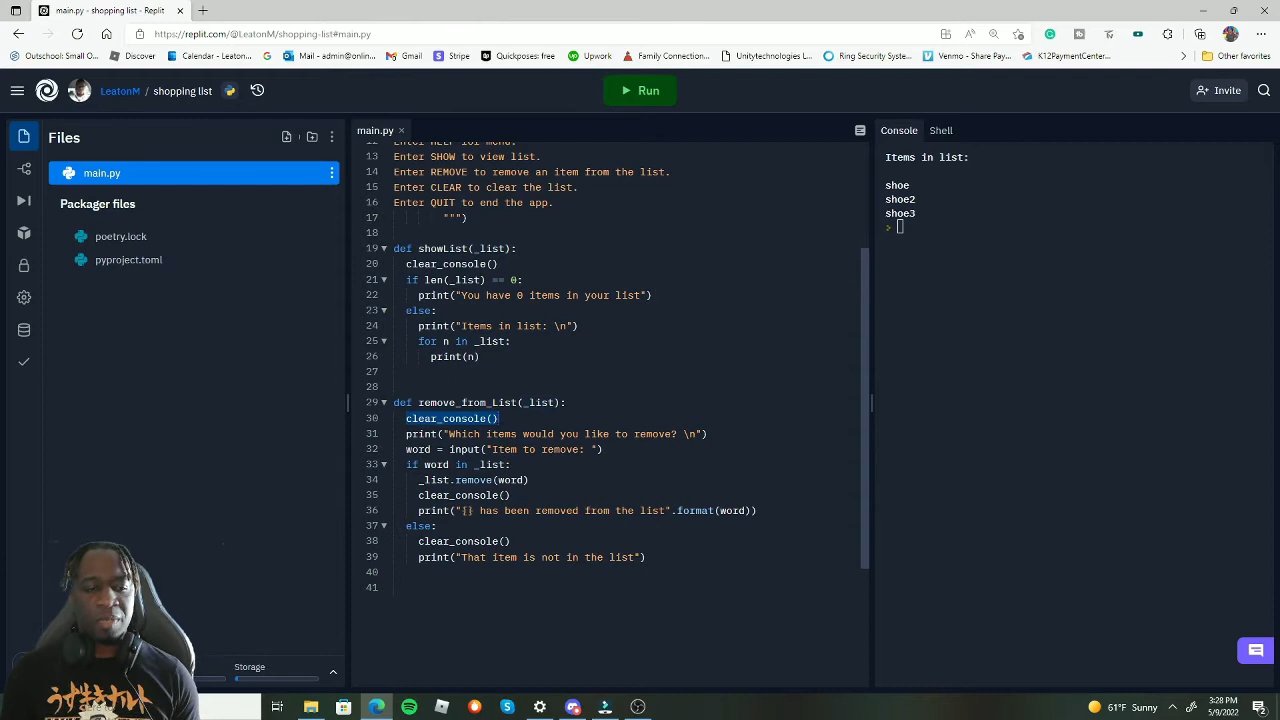 main.py - shopping list - Replit
https://replit.com/@LeatonM/shopping-list#main.py
Outschool Small O... Discover Calendar - LeatonM... Mail - admin@onlin... Gmail Stripe Quickposes: free Upwork Family Connection... Unitytechnologies I... Ring Security Syste... Venmo - Share Pay... K12PaymentCenter... Other favorites
LeatonM / shopping list
Run
Invite
Files
main.py
Console Shell
main.py
Packager files
poetry.lock
pyproject.toml
12 Enter HELP for menu.
13 Enter SHOW to view list.
14 Enter REMOVE to remove an item from the list.
15 Enter CLEAR to clear the list.
16 Enter QUIT to end the app.
17 """)
18
19 def showList(_list):
20 clear_console()
21 if len(_list) == 0:
22 print("You have 0 items in your list")
23 else:
24 print("Items in list: \n")
25 for n in _list:
26 print(n)
27
28
29 def remove_from_List(_list):
30 clear_console()
31 print("Which items would you like to remove? \n")
32 word = input("Item to remove: ")
33 if word in _list:
34 _list.remove(word)
35 clear_console()
36 print("{} has been removed from the list".format(word))
37 else:
38 clear_console()
39 print("That item is not in the list")
40
41
Items in list:
shoe
shoe2
shoe3
>
Storage
61°F Sunny
3:28 PM
5/9/2022